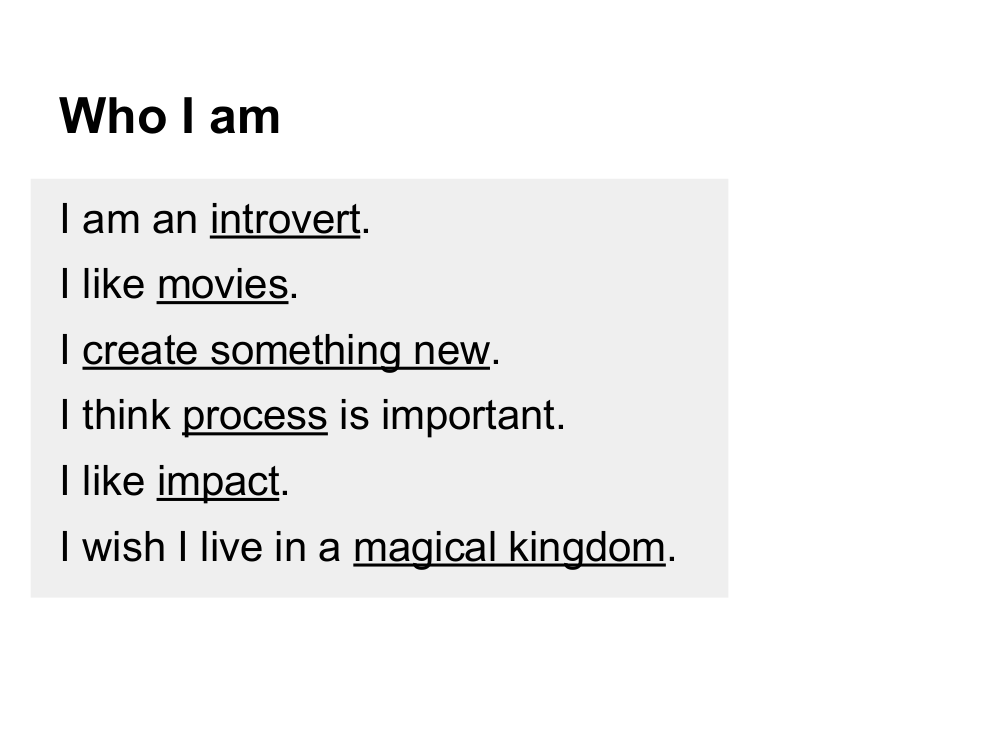 Who I am
I am an introvert.
I like movies.
I create something new.
I think process is important.
I like impact.
I wish I live in a magical kingdom.